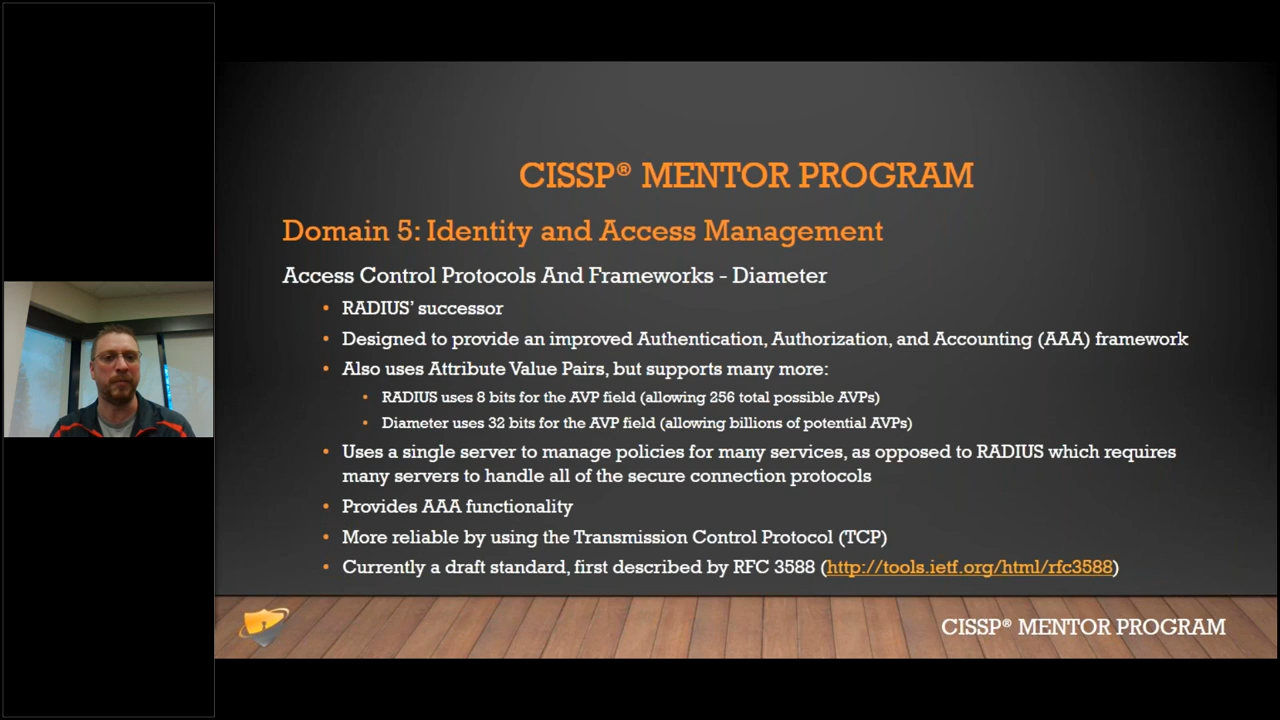 CISSP® MENTOR PROGRAM
Domain 5: Identity and Access Management
Access Control Protocols And Frameworks - Diameter
• RADIUS’ successor
• Designed to provide an improved Authentication, Authorization, and Accounting (AAA) framework
• Also uses Attribute Value Pairs, but supports many more:
• RADIUS uses 8 bits for the AVP field (allowing 256 total possible AVPs)
• Diameter uses 32 bits for the AVP field (allowing billions of potential AVPs)
• Uses a single server to manage policies for many services, as opposed to RADIUS which requires
many servers to handle all of the secure connection protocols
• Provides AAA functionality
• More reliable by using the Transmission Control Protocol (TCP)
• Currently a draft standard, first described by RFC 3588 (http://tools.ietf.org/html/rfc3588)
CISSP® MENTOR PROGRAM